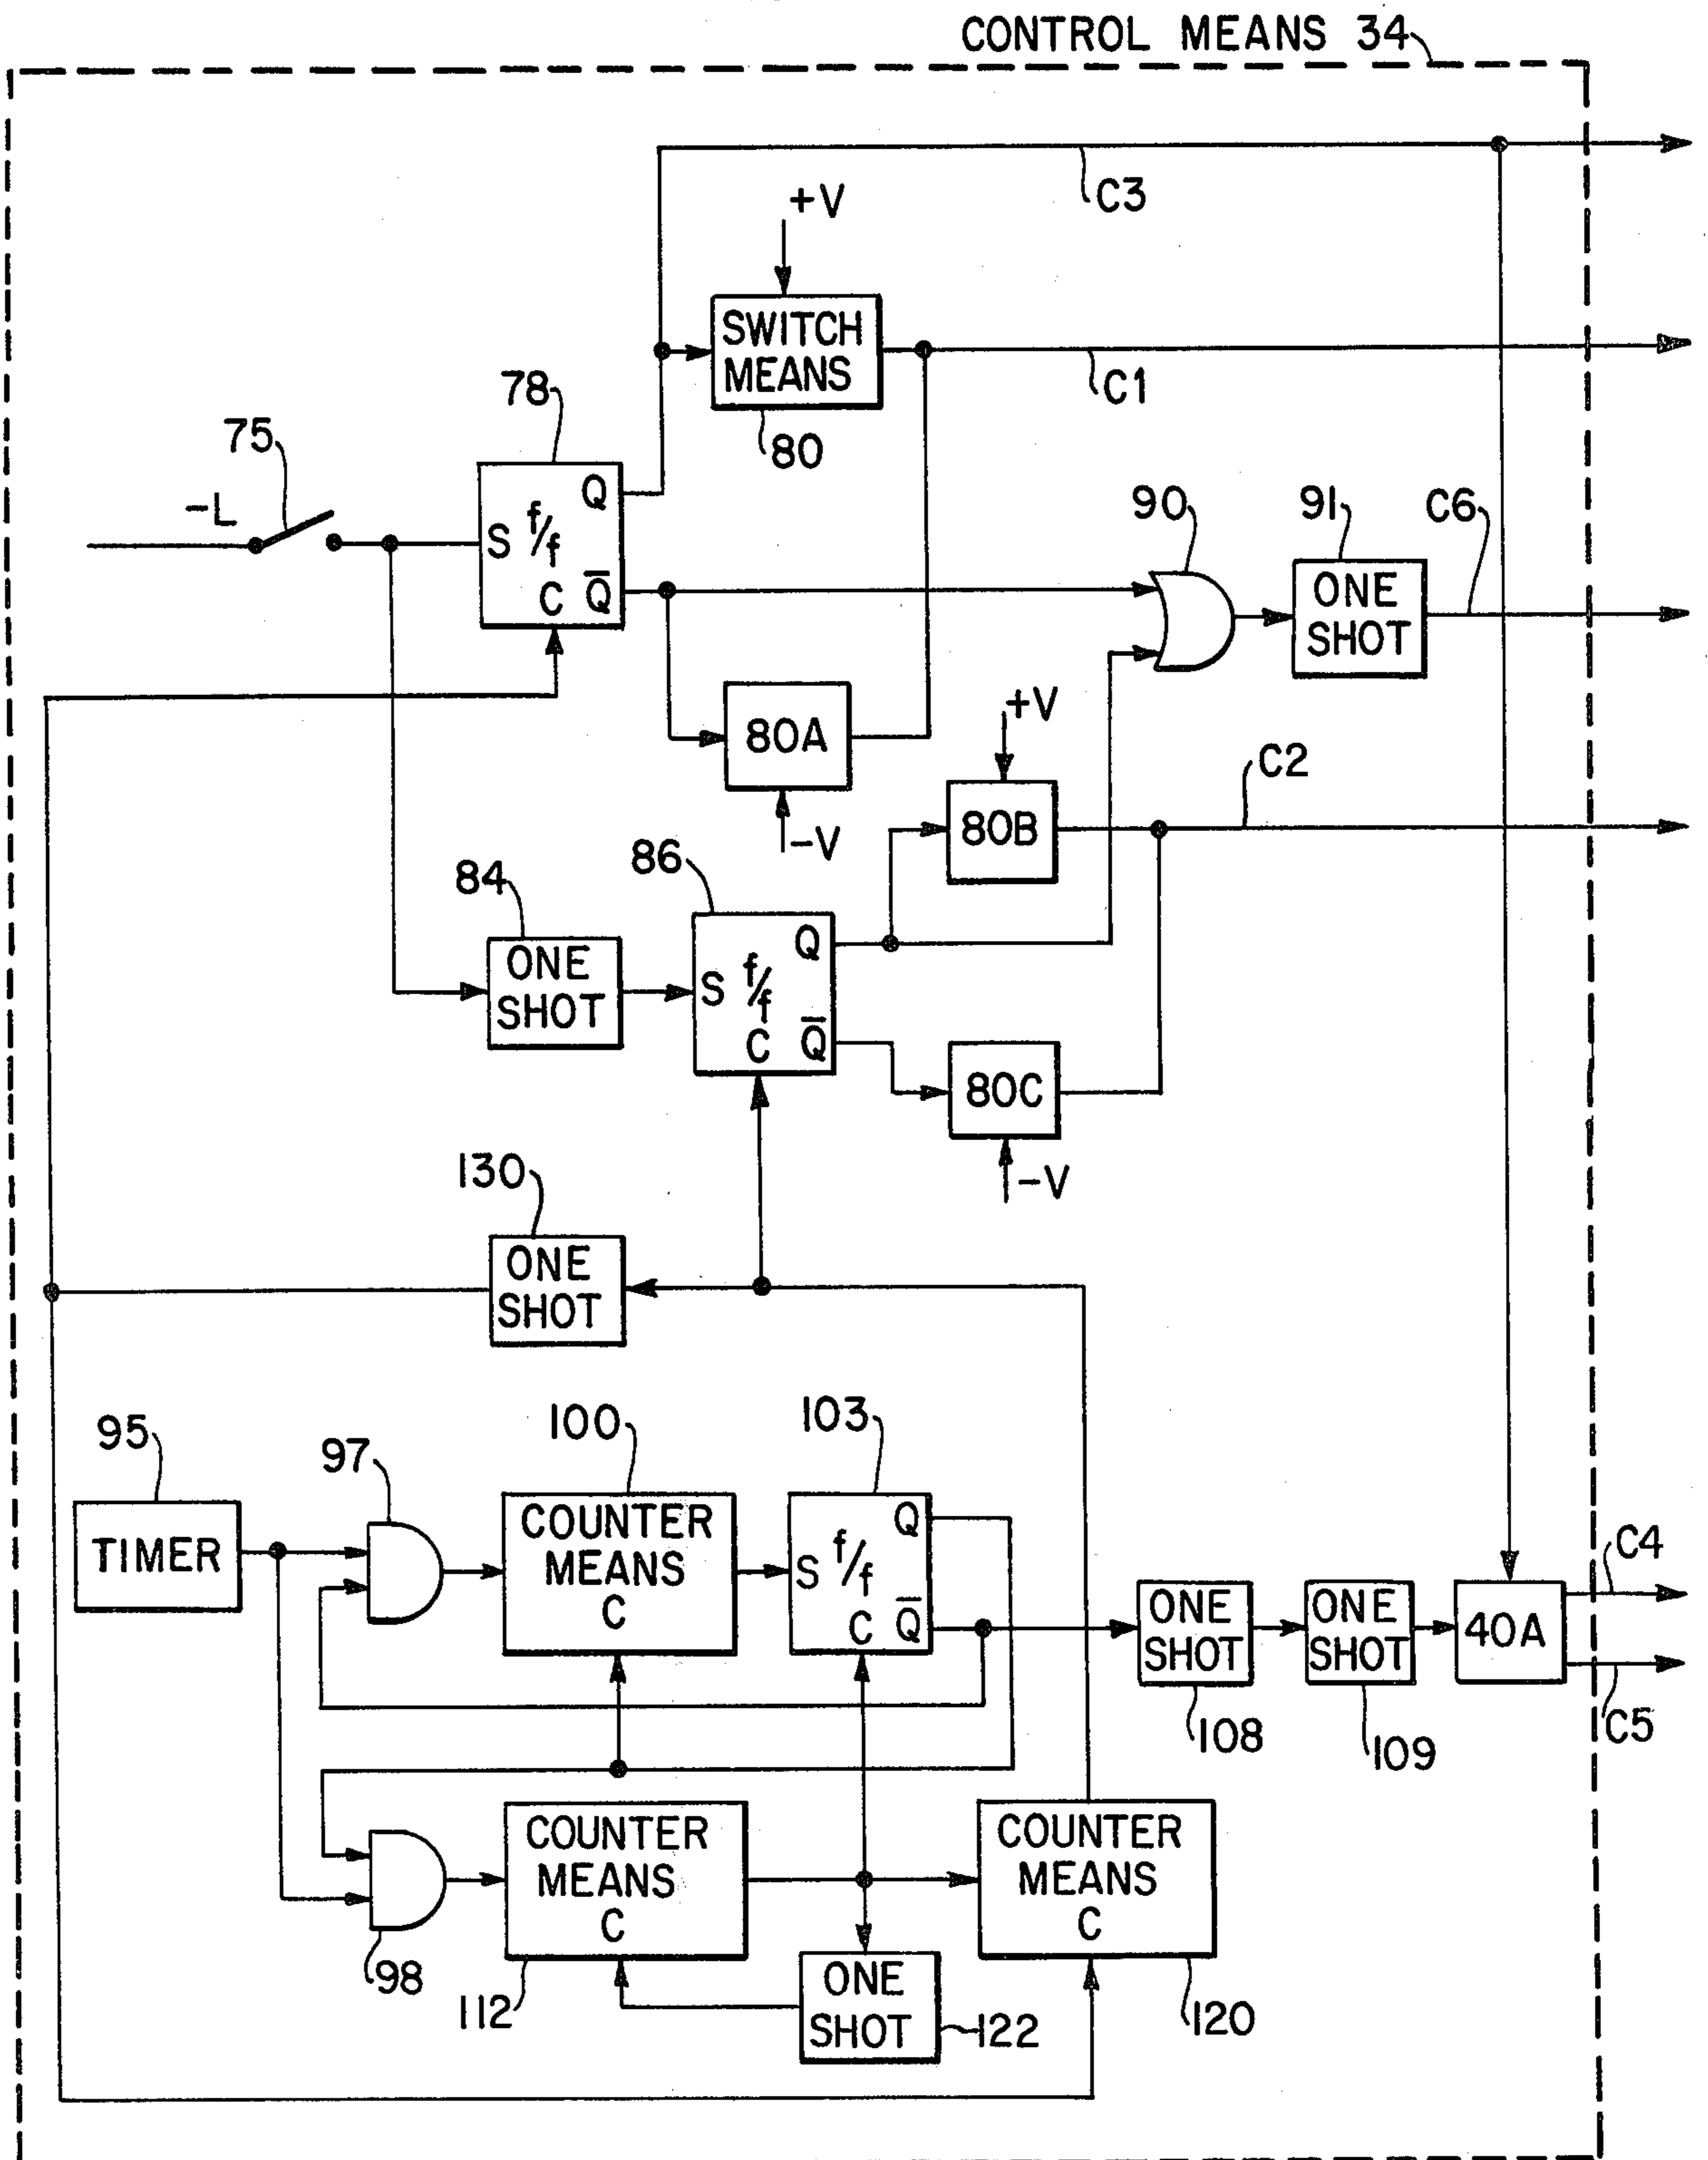 CONTROL MEANS 34
C3
+V
SWITCH
MEANS
C1
80
78
75
-L
S f/f Q
C Q̅
90
91
C6
ONE
SHOT
80A
-V
+V
80B
C2
84
86
ONE
SHOT
S f/f Q
C Q̅
80C
-V
130
ONE
SHOT
95
97
100
103
TIMER
COUNTER
MEANS
C
S f/f Q
C Q̅
ONE
SHOT
ONE
SHOT
40A
C4
C5
108
109
98
COUNTER
MEANS
C
112
ONE
SHOT
122
COUNTER
MEANS
C
120